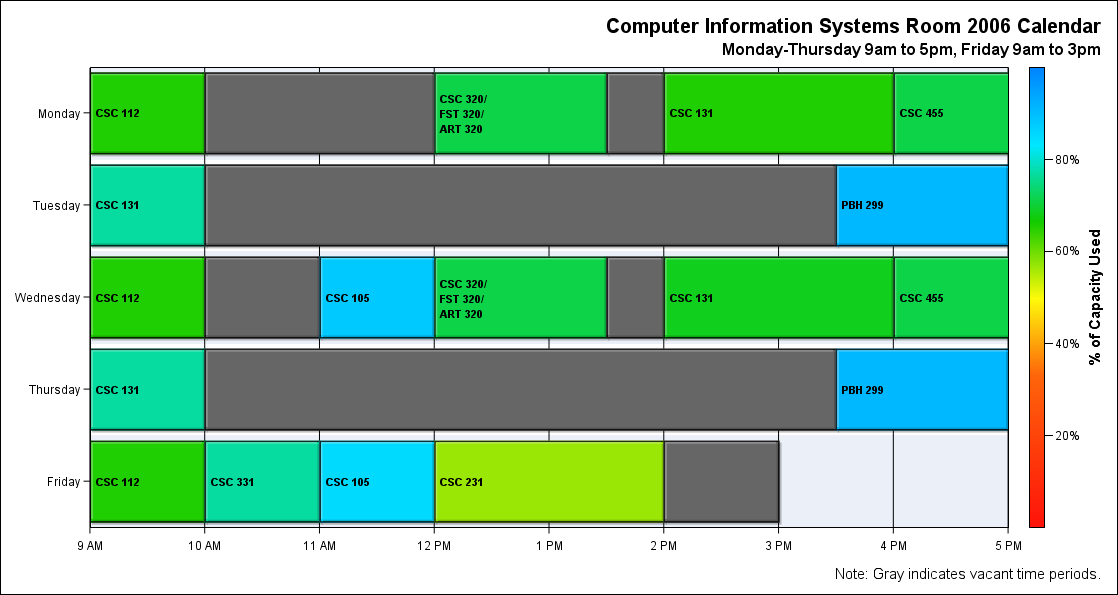 Computer Information Systems Room 2006 Calendar
Monday-Thursday 9am to 5pm, Friday 9am to 3pm
Monday
CSC 112
CSC 320/
FST 320/
ART 320
CSC 131
CSC 455
Tuesday
CSC 131
PBH 299
Wednesday
CSC 112
CSC 105
CSC 320/
FST 320/
ART 320
CSC 131
CSC 455
Thursday
CSC 131
PBH 299
Friday
CSC 112
CSC 331
CSC 105
CSC 231
9 AM
10 AM
11 AM
12 PM
1 PM
2 PM
3 PM
4 PM
5 PM
80%
60%
40%
20%
% of Capacity Used
Note: Gray indicates vacant time periods.